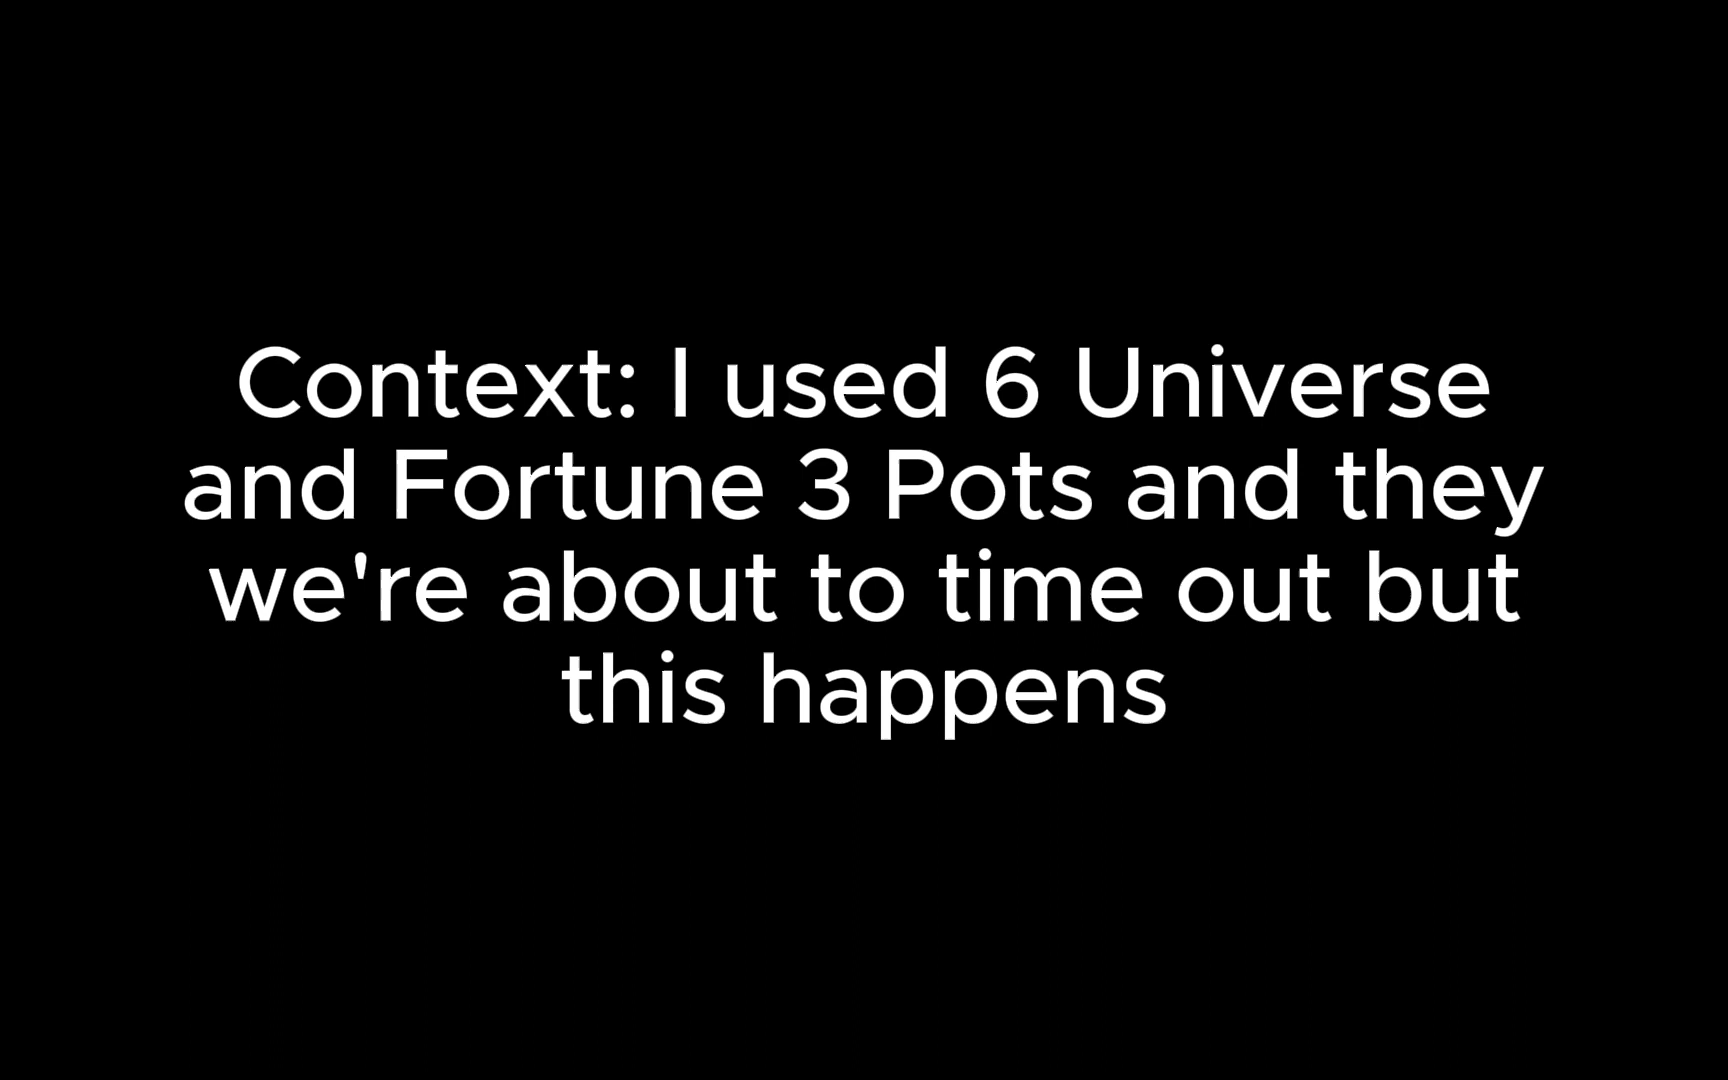 Context: I used 6 Universe
and Fortune 3 Pots and they
we're about to time out but
this happens